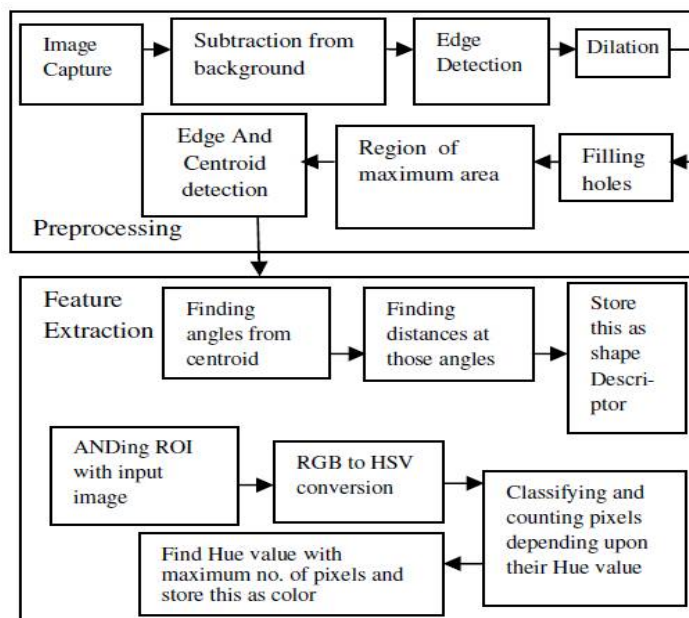 Image
Capture
Subtraction from
background
Edge
Detection
Dilation
Edge And
Centroid
detection
Region of
maximum area
Filling
holes
Preprocessing
Feature
Extraction
Finding
angles from
centroid
Finding
distances at
those angles
Store
this as
shape
Descri-
ptor
ANDing ROI
with input
image
RGB to HSV
conversion
Classifying and
counting pixels
depending upon
their Hue value
Find Hue value with
maximum no. of pixels and
store this as color